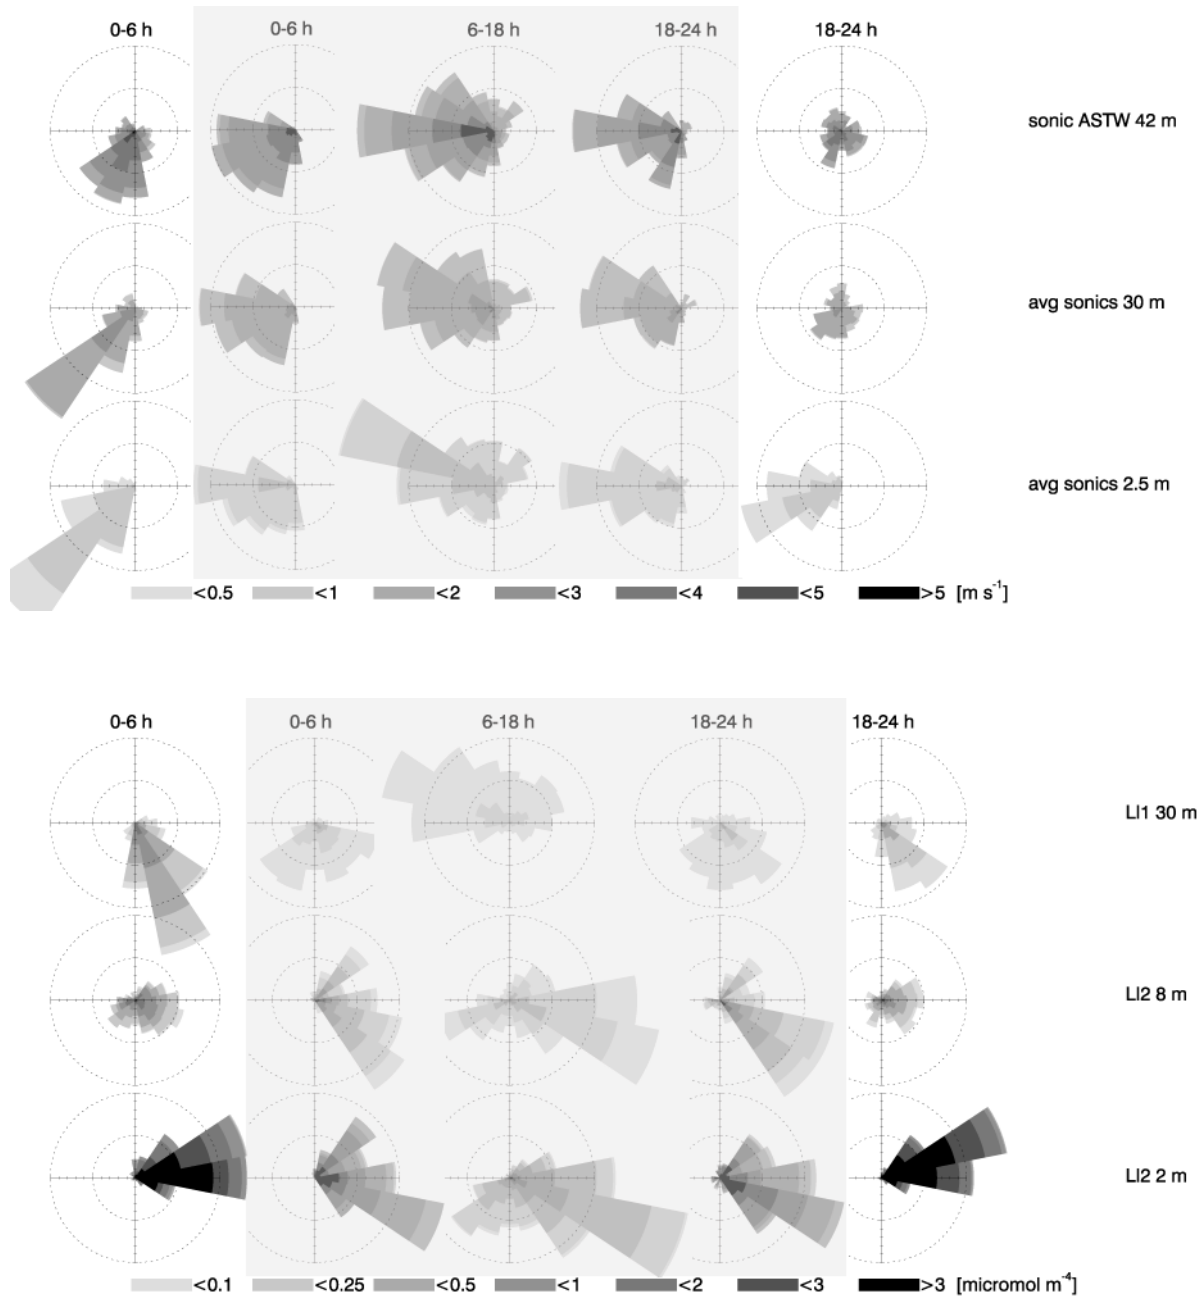 0-6 h 0-6 h 6-18 h 18-24 h 18-24 h
sonic ASTW 42 m
avg sonics 30 m
avg sonics 2.5 m
<0.5 <1 <2 <3 <4 <5 >5 [m s⁻¹]
0-6 h 0-6 h 6-18 h 18-24 h 18-24 h
LI1 30 m
LI2 8 m
LI2 2 m
<0.1 <0.25 <0.5 <1 <2 <3 >3 [micromol m⁻⁴]